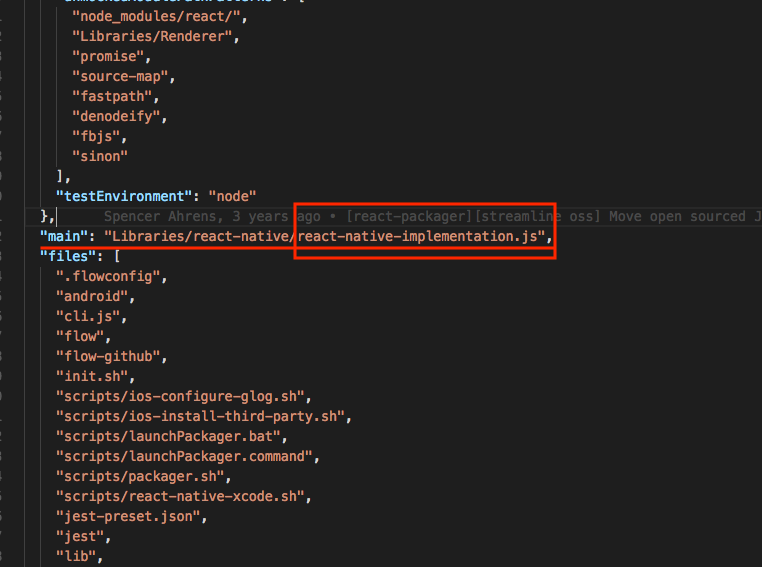 "node_modules/react/",
"Libraries/Renderer",
"promise",
"source-map",
"fastpath",
"denodeify",
"fbjs",
"sinon"
],
"testEnvironment": "node"
}, Spencer Ahrens, 3 years ago • [react-packager][streamline oss] Move open sourced J
"main": "Libraries/react-native/react-native-implementation.js",
"files": [
".flowconfig",
"android",
"cli.js",
"flow",
"flow-github",
"init.sh",
"scripts/ios-configure-glog.sh",
"scripts/ios-install-third-party.sh",
"scripts/launchPackager.bat",
"scripts/launchPackager.command",
"scripts/packager.sh",
"scripts/react-native-xcode.sh",
"jest-preset.json",
"jest",
"lib",